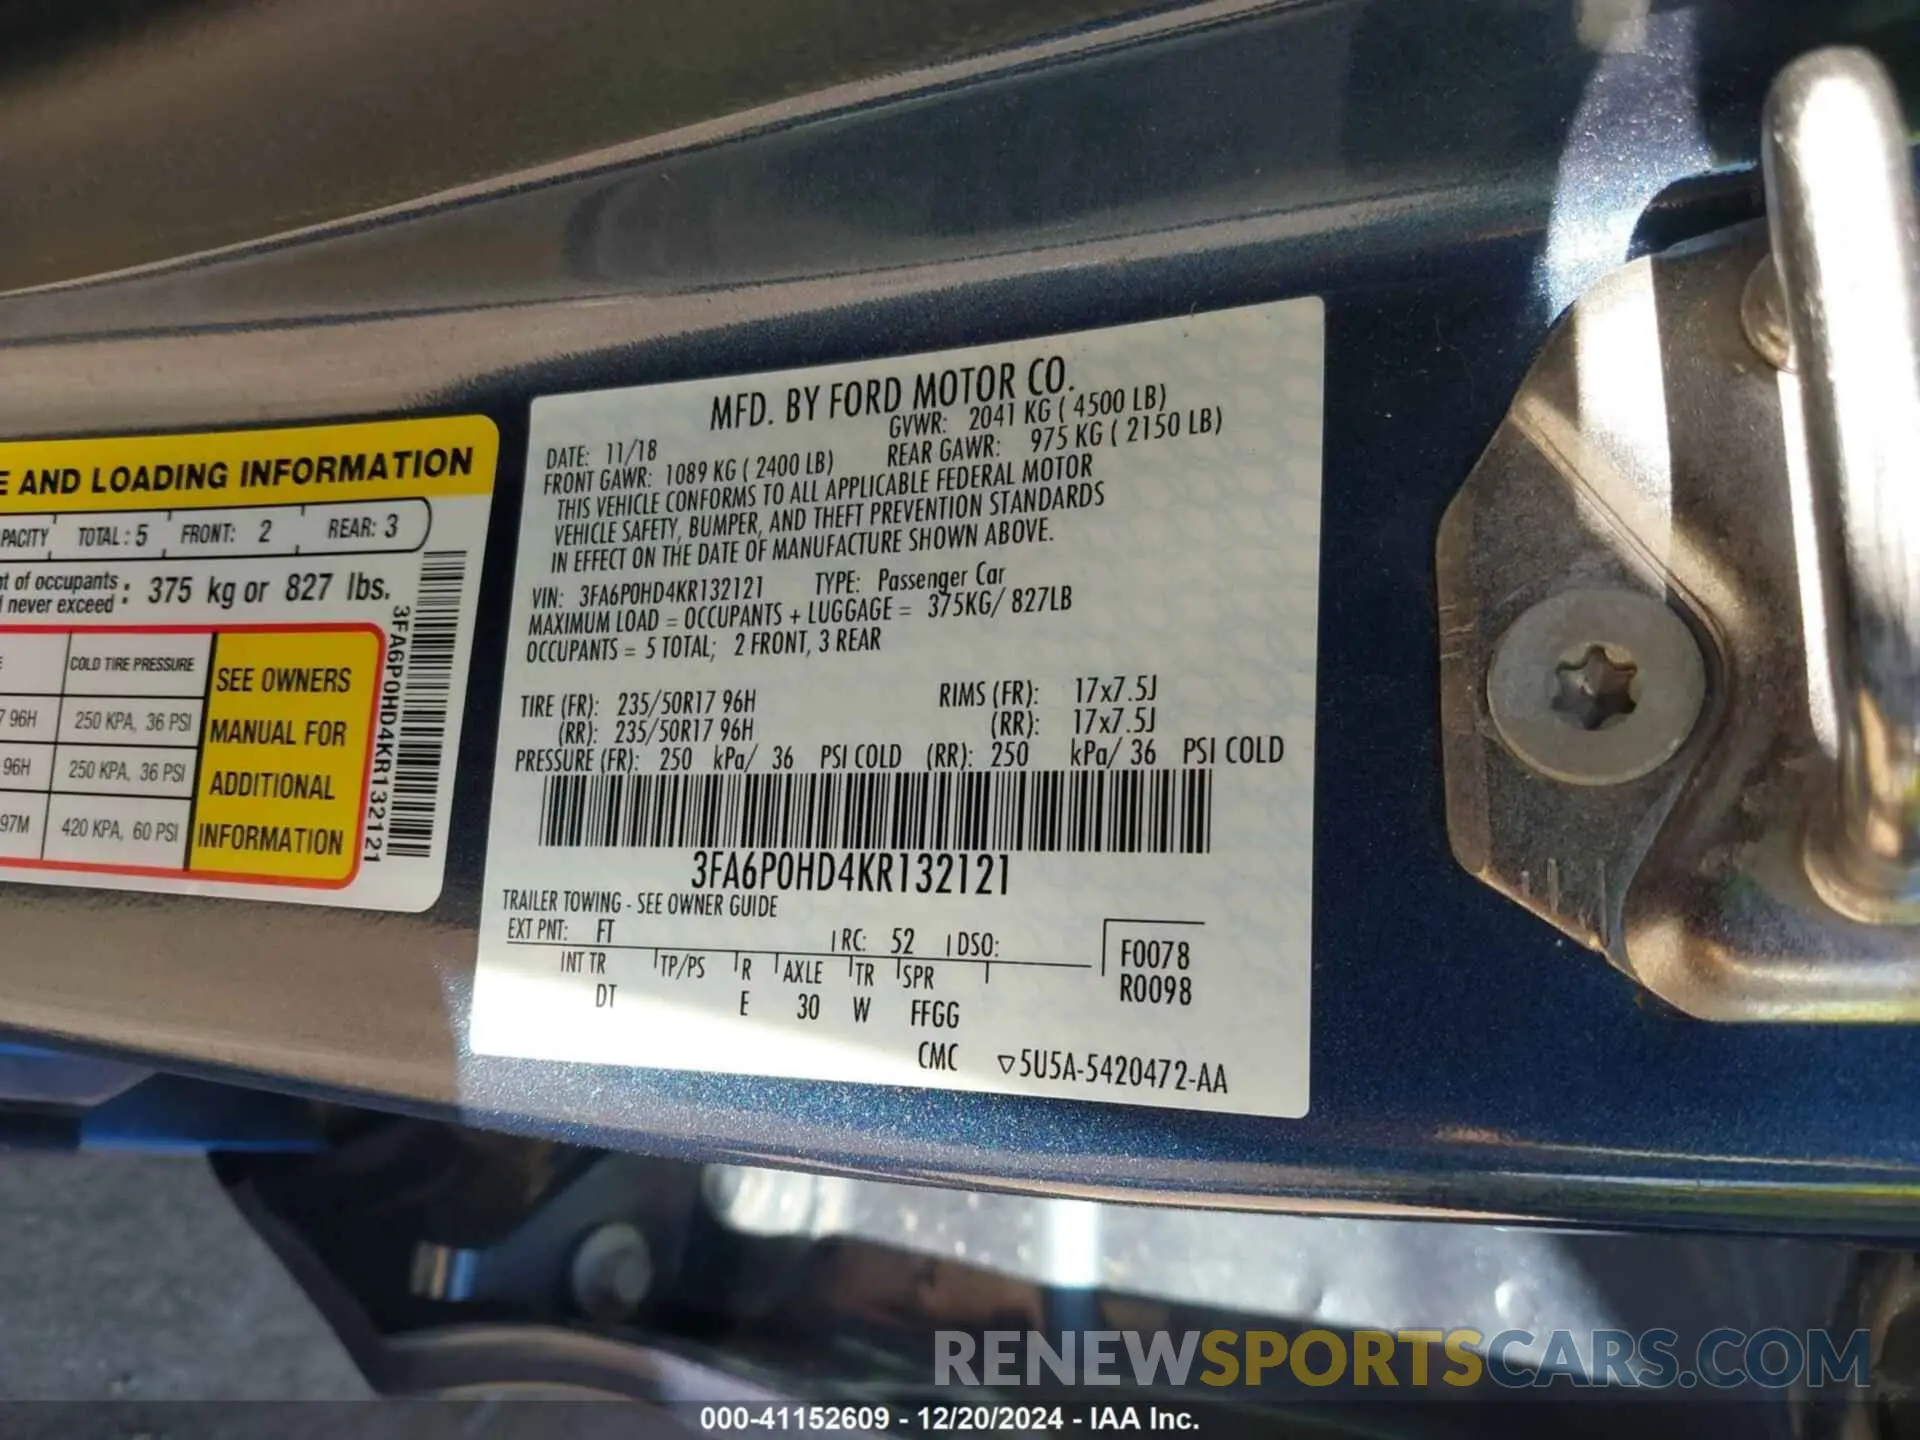 E AND LOADING INFORMATION
PACITY TOTAL : 5 FRONT: 2 REAR: 3
nt of occupants
d never exceed : 375 kg or 827 lbs.
E COLD TIRE PRESSURE
7 96H 250 KPA, 36 PSI
96H 250 KPA, 36 PSI
97M 420 KPA, 60 PSI
SEE OWNERS
MANUAL FOR
ADDITIONAL
INFORMATION
3FA6P0HD4KR132121
MFD. BY FORD MOTOR CO.
DATE: 11/18 GVWR: 2041 KG ( 4500 LB)
FRONT GAWR: 1089 KG ( 2400 LB) REAR GAWR: 975 KG ( 2150 LB)
THIS VEHICLE CONFORMS TO ALL APPLICABLE FEDERAL MOTOR
VEHICLE SAFETY, BUMPER, AND THEFT PREVENTION STANDARDS
IN EFFECT ON THE DATE OF MANUFACTURE SHOWN ABOVE.
VIN: 3FA6P0HD4KR132121 TYPE: Passenger Car
MAXIMUM LOAD = OCCUPANTS + LUGGAGE = 375KG/ 827LB
OCCUPANTS = 5 TOTAL; 2 FRONT, 3 REAR
TIRE (FR): 235/50R17 96H RIMS (FR): 17x7.5J
(RR): 235/50R17 96H (RR): 17x7.5J
PRESSURE (FR): 250 kPa/ 36 PSI COLD (RR): 250 kPa/ 36 PSI COLD
3FA6P0HD4KR132121
TRAILER TOWING - SEE OWNER GUIDE
EXT PNT: FT RC: 52 DSO:
INT TR TP/PS R AXLE TR SPR
DT E 30 W FFGG
F0078
R0098
CMC ▽5U5A-5420472-AA
RENEWSPORTSCARS.COM
000-41152609 - 12/20/2024 - IAA Inc.